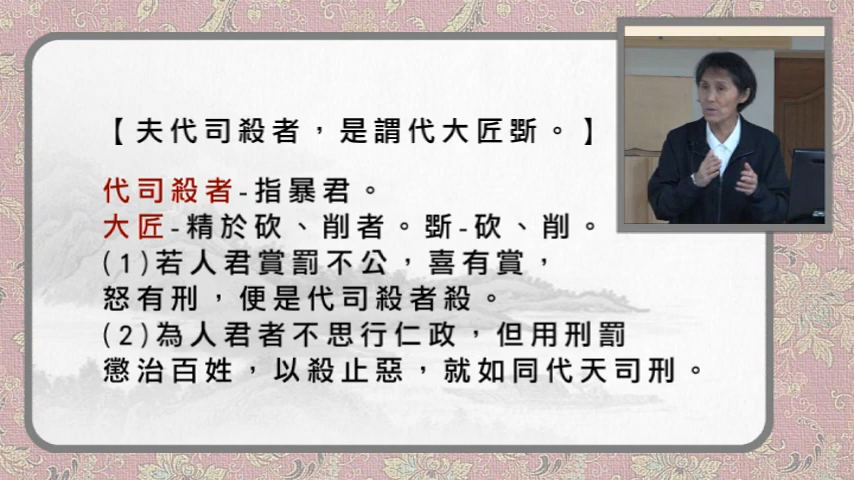 【夫代司殺者，是謂代大匠斲。】
代司殺者-指暴君。
大匠-精於砍、削者。斲-砍、削。
(1)若人君賞罰不公，喜有賞，
怒有刑，便是代司殺者殺。
(2)為人君者不思行仁政，但用刑罰
懲治百姓，以殺止惡，就如同代天司刑。